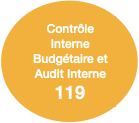 Contrôle
Interne
Budgétaire et
Audit Interne
119